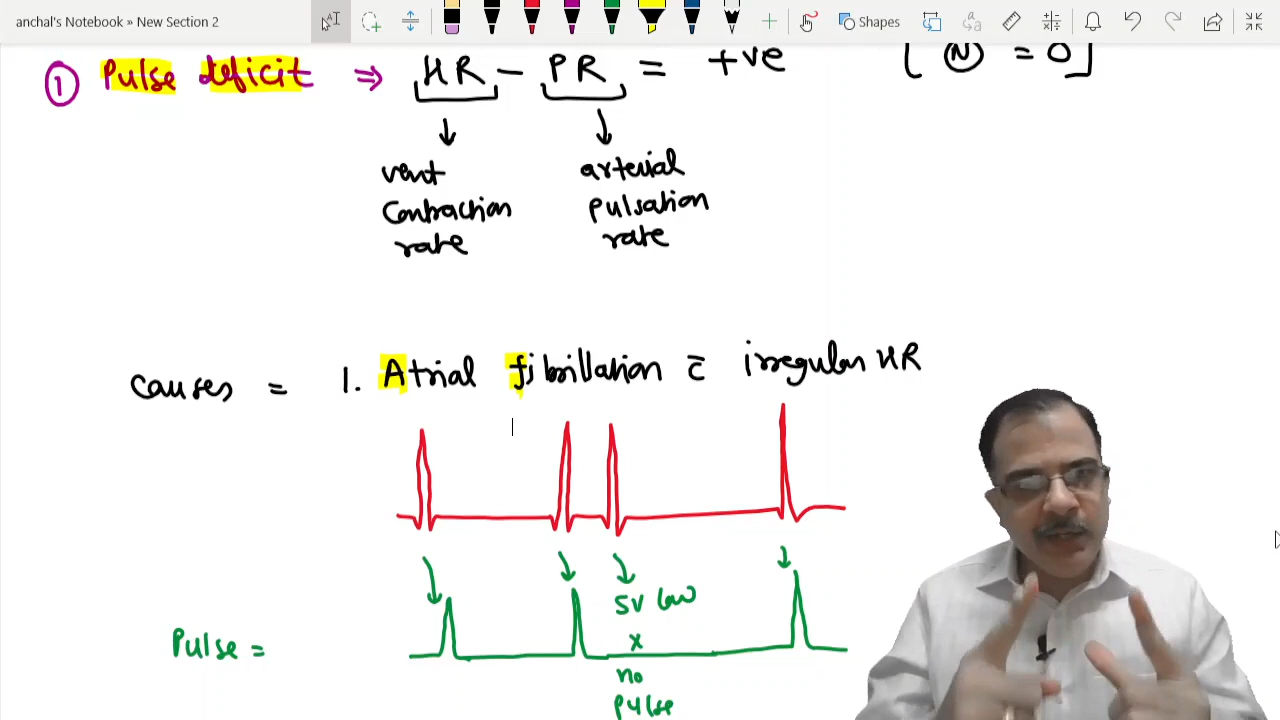 anchal's Notebook » New Section 2
Shapes
① Pulse deficit ⇒ HR - PR = +ve [Ⓝ = 0]
vent
contraction
rate
arterial
pulsation
rate
causes = 1. Atrial fibrillation c̄ irregular HR
SV low
x
Pulse =
no
pulse